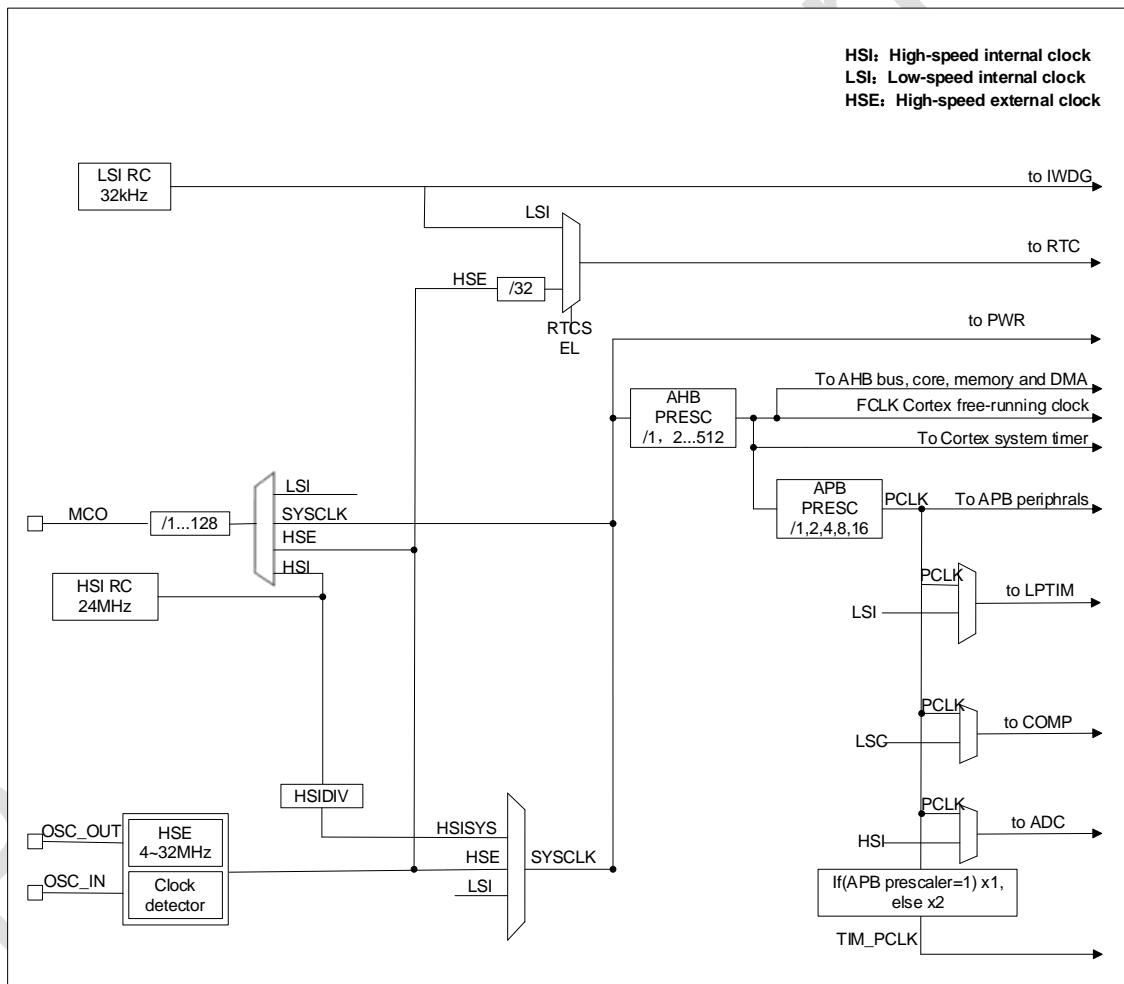 HSI：High-speed internal clock
LSI：Low-speed internal clock
HSE：High-speed external clock
LSI RC
32kHz
to IWDG
LSI
to RTC
HSE
/32
RTCS
EL
to PWR
AHB
PRESC
/1，2...512
To AHB bus, core, memory and DMA
FCLK Cortex free-running clock
To Cortex system timer
APB
PRESC
/1,2,4,8,16
PCLK
To APB periphrals
MCO
/1...128
LSI
SYSCLK
HSE
HSI
HSI RC
24MHz
PCLK
LSI
to LPTIM
PCLK
LSC
to COMP
HSIDIV
OSC_OUT
OSC_IN
HSE
4~32MHz
Clock
detector
HSISYS
HSE
LSI
SYSCLK
PCLK
HSI
to ADC
If(APB prescaler=1) x1,
else x2
TIM_PCLK